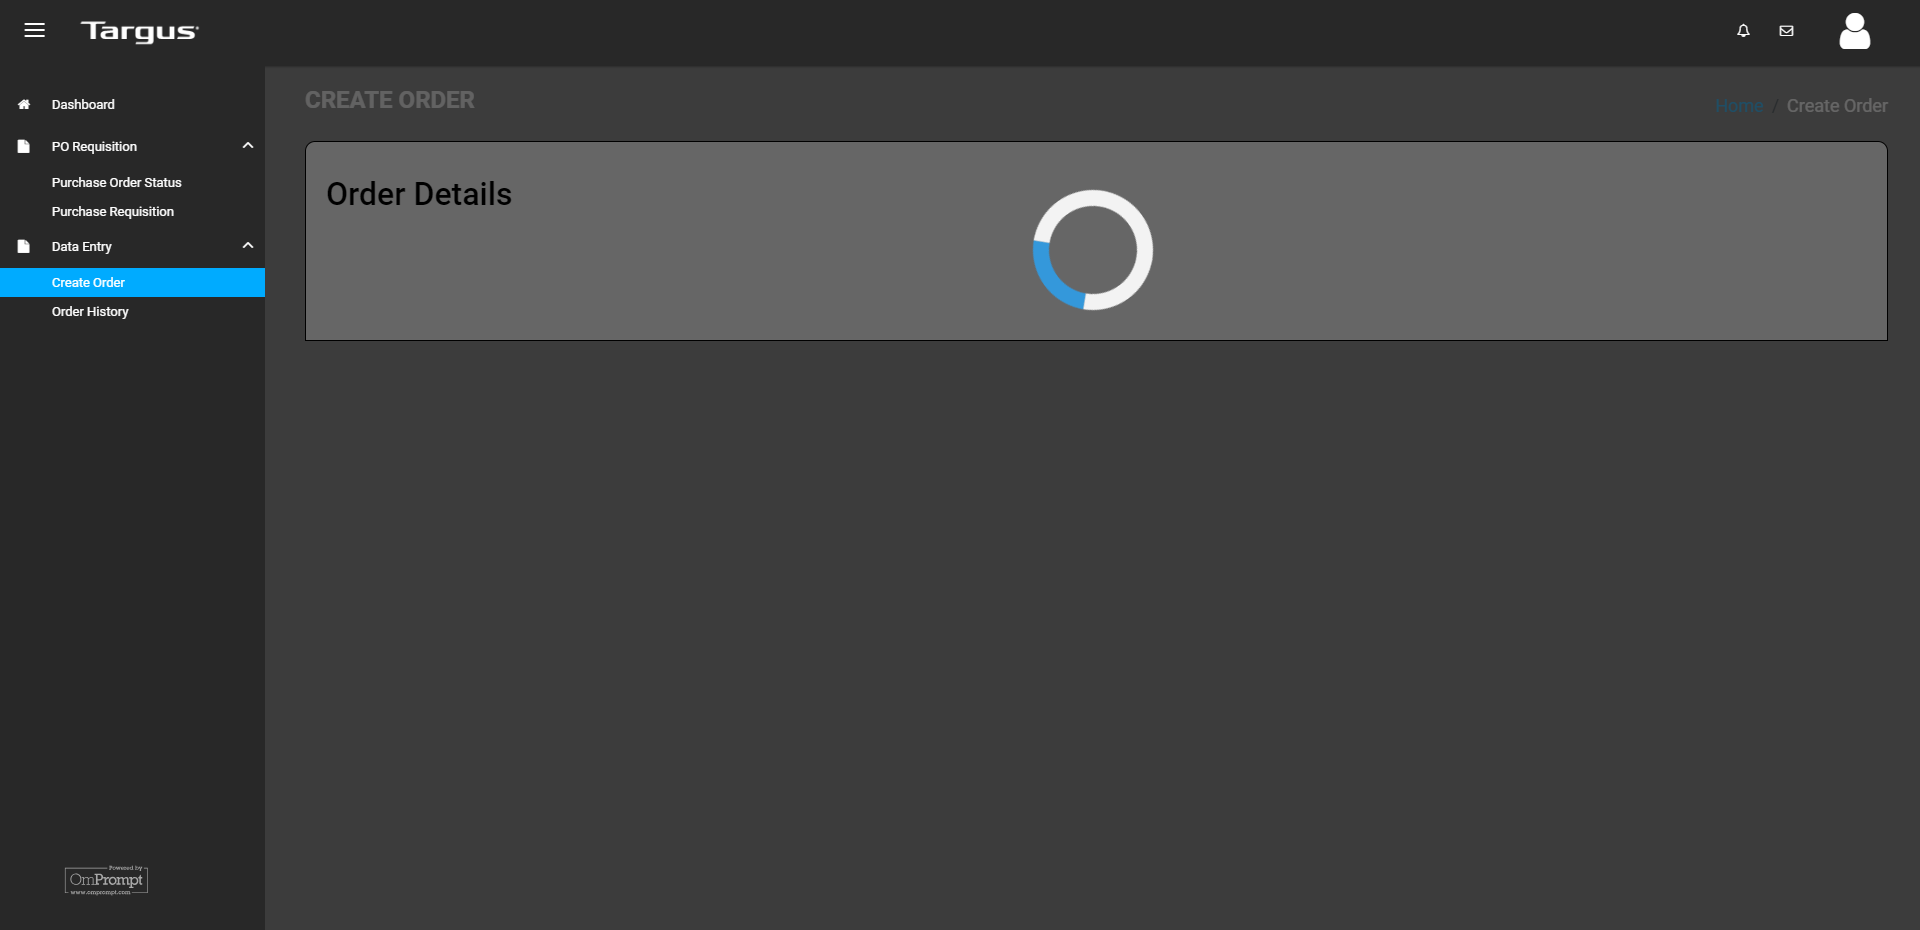 Targus
Dashboard
PO Requisition
Purchase Order Status
Purchase Requisition
Data Entry
Create Order
Order History
CREATE ORDER
Home / Create Order
Order Details
Powered by
OmPrompt
www.omprompt.com